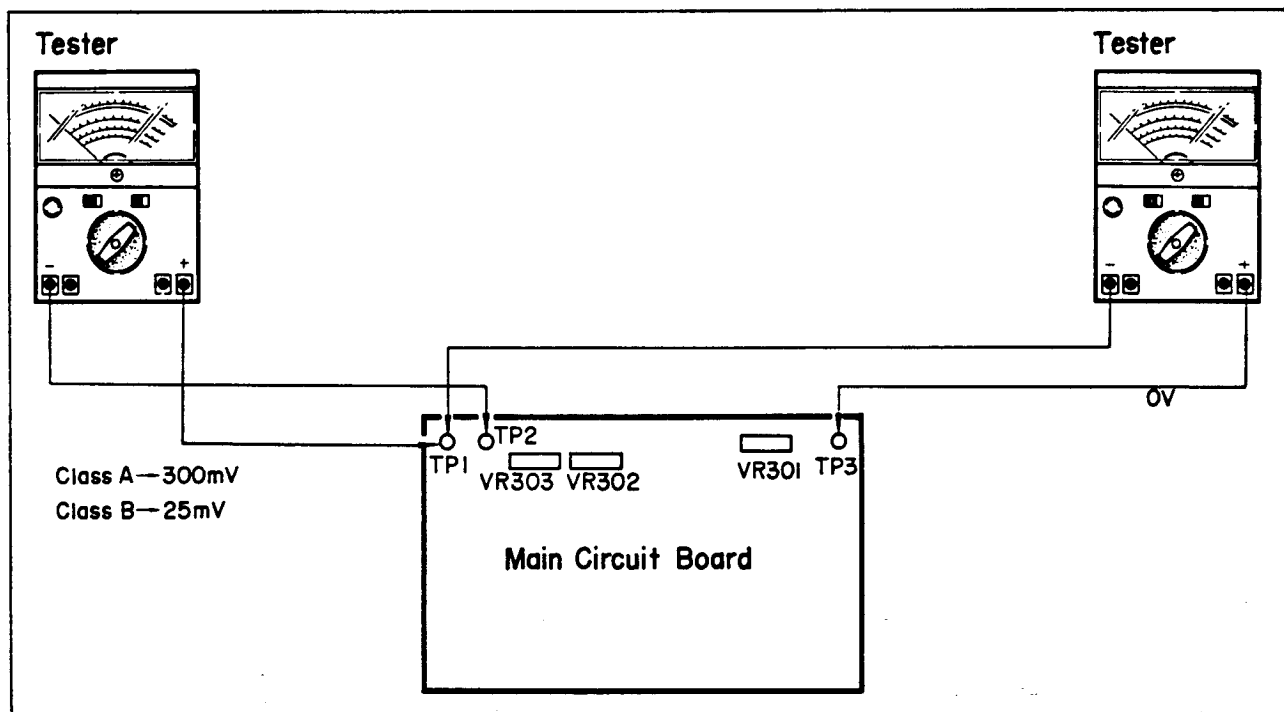 Tester
Tester
- +
- +
0V
TP1
TP2
VR303
VR302
VR301
TP3
Class A—300mV
Class B—25mV
Main Circuit Board